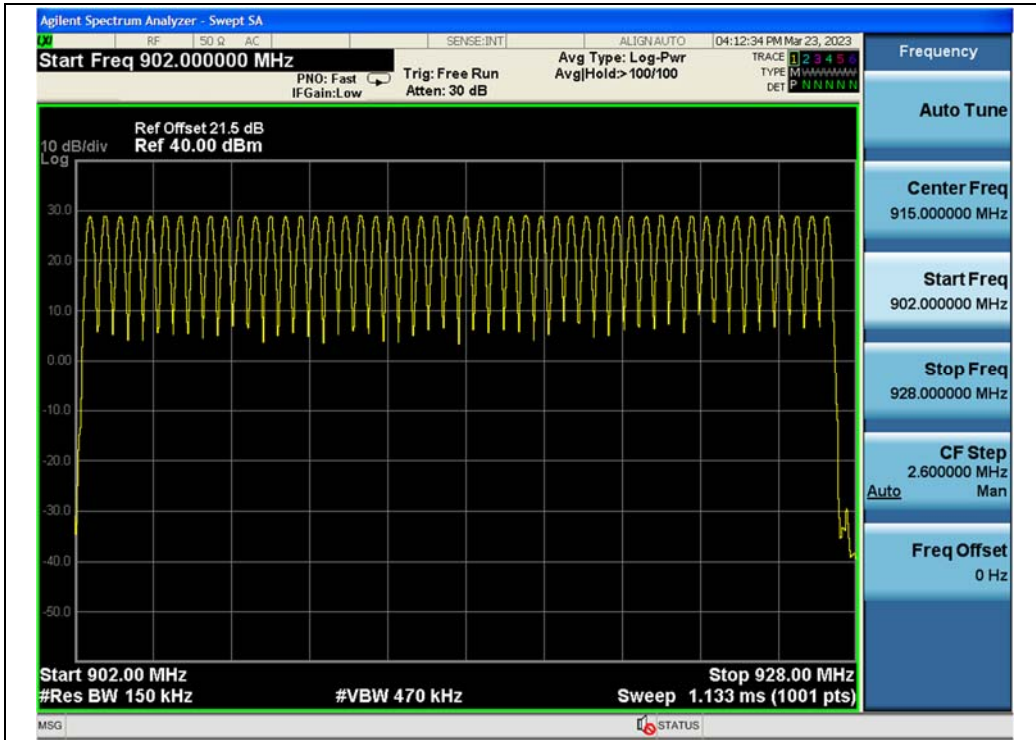 Agilent Spectrum Analyzer - Swept SA
LXI RF 50 Ω AC SENSE:INT ALIGN AUTO 04:12:34 PM Mar 23, 2023
Start Freq 902.000000 MHz
PNO: Fast
IFGain:Low
Trig: Free Run
Atten: 30 dB
Avg Type: Log-Pwr
Avg|Hold:> 100/100
TRACE 1 2 3 4 5 6
TYPE M WWWWW
DET P N N N N N
Frequency
Auto Tune
Center Freq
915.000000 MHz
Start Freq
902.000000 MHz
Stop Freq
928.000000 MHz
CF Step
2.600000 MHz
Auto Man
Freq Offset
0 Hz
Ref Offset 21.5 dB
10 dB/div Ref 40.00 dBm
Log
30.0
20.0
10.0
0.00
-10.0
-20.0
-30.0
-40.0
-50.0
Start 902.00 MHz Stop 928.00 MHz
#Res BW 150 kHz #VBW 470 kHz Sweep 1.133 ms (1001 pts)
MSG STATUS